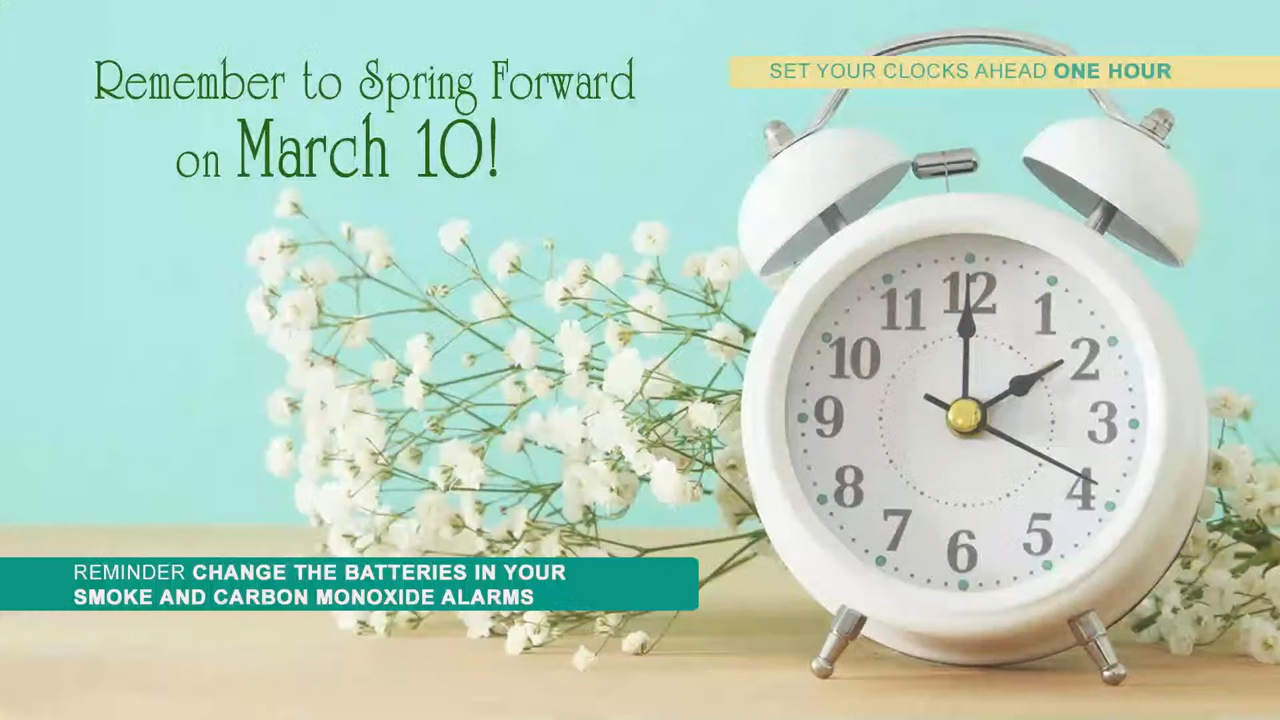 Remember to Spring Forward
on March 10!
SET YOUR CLOCKS AHEAD ONE HOUR
12
11
1
10
2
9
3
8
4
7
5
6
REMINDER CHANGE THE BATTERIES IN YOUR
SMOKE AND CARBON MONOXIDE ALARMS